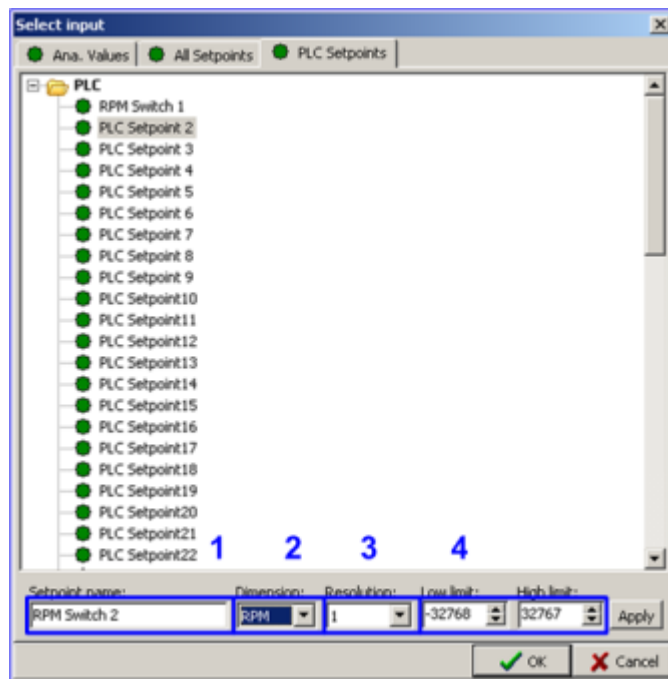 Select input
Ana. Values All Setpoints PLC Setpoints
PLC
RPM Switch 1
PLC Setpoint 2
PLC Setpoint 3
PLC Setpoint 4
PLC Setpoint 5
PLC Setpoint 6
PLC Setpoint 7
PLC Setpoint 8
PLC Setpoint 9
PLC Setpoint10
PLC Setpoint11
PLC Setpoint12
PLC Setpoint13
PLC Setpoint14
PLC Setpoint15
PLC Setpoint16
PLC Setpoint17
PLC Setpoint18
PLC Setpoint19
PLC Setpoint20
PLC Setpoint21
PLC Setpoint22 1 2 3 4
Setpoint name: Dimension: Resolution: Low limit: High limit:
RPM Switch 2 RPM 1 -32768 32767 Apply
OK Cancel